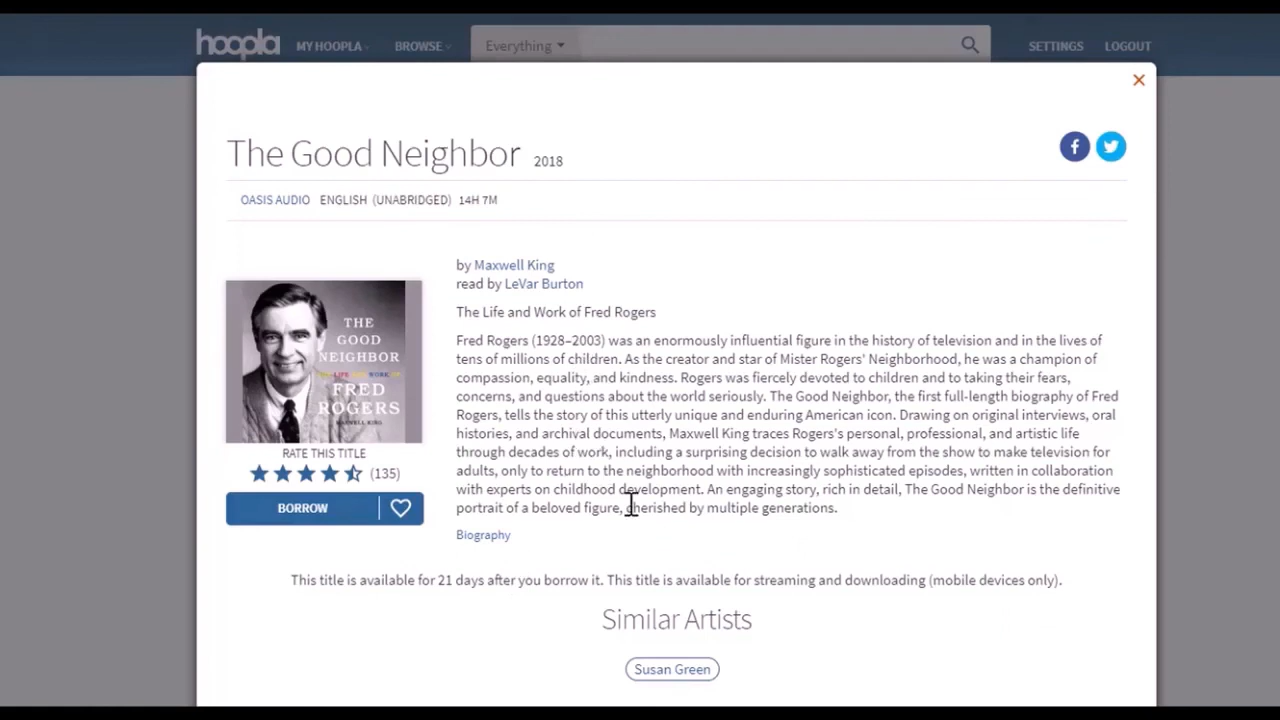 hoopla MY HOOPLA BROWSE Everything SETTINGS LOGOUT
The Good Neighbor 2018
OASIS AUDIO ENGLISH (UNABRIDGED) 14H 7M
by Maxwell King
read by LeVar Burton
The Life and Work of Fred Rogers
Fred Rogers (1928–2003) was an enormously influential figure in the history of television and in the lives of
tens of millions of children. As the creator and star of Mister Rogers' Neighborhood, he was a champion of
compassion, equality, and kindness. Rogers was fiercely devoted to children and to taking their fears,
concerns, and questions about the world seriously. The Good Neighbor, the first full-length biography of Fred
Rogers, tells the story of this utterly unique and enduring American icon. Drawing on original interviews, oral
histories, and archival documents, Maxwell King traces Rogers's personal, professional, and artistic life
through decades of work, including a surprising decision to walk away from the show to make television for
adults, only to return to the neighborhood with increasingly sophisticated episodes, written in collaboration
with experts on childhood development. An engaging story, rich in detail, The Good Neighbor is the definitive
portrait of a beloved figure, cherished by multiple generations.
Biography
THE
GOOD
NEIGHBOR
THE LIFE AND WORK OF
FRED
ROGERS
MAXWELL KING
RATE THIS TITLE
(135)
BORROW
This title is available for 21 days after you borrow it. This title is available for streaming and downloading (mobile devices only).
Similar Artists
Susan Green